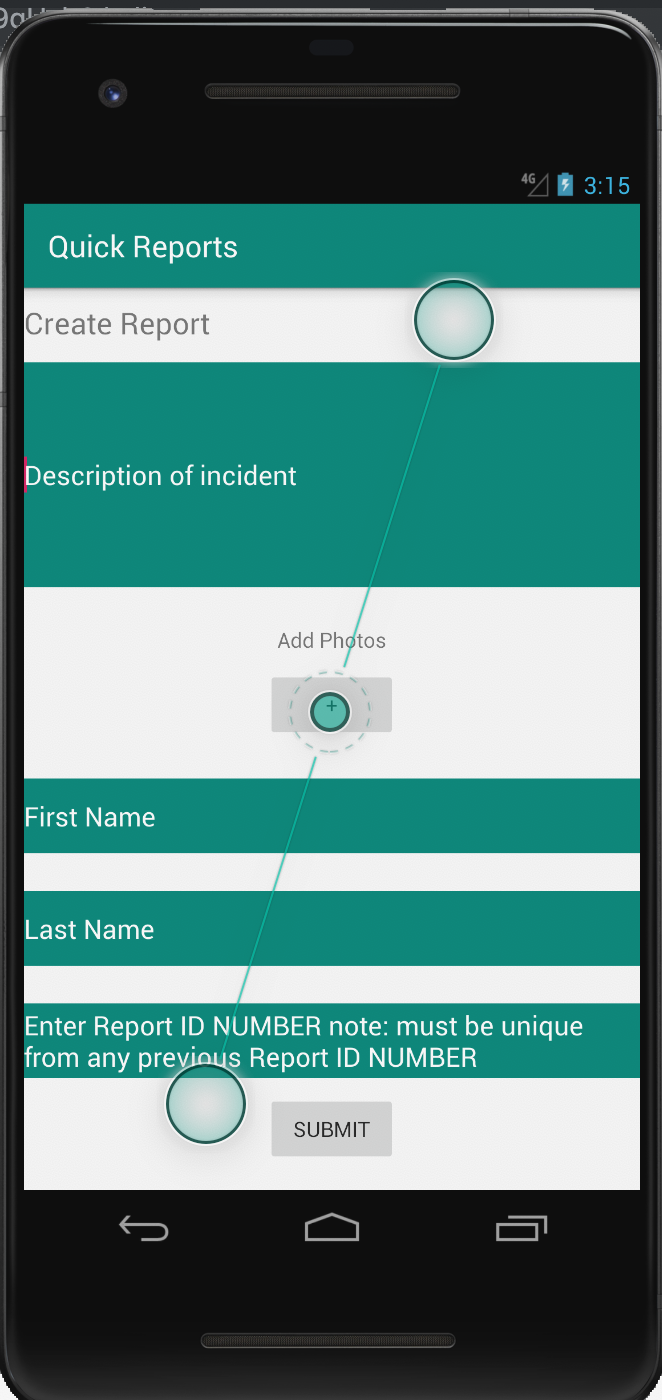 4G 3:15
Quick Reports
Create Report
Description of incident
Add Photos
+
First Name
Last Name
Enter Report ID NUMBER note: must be unique
from any previous Report ID NUMBER
SUBMIT